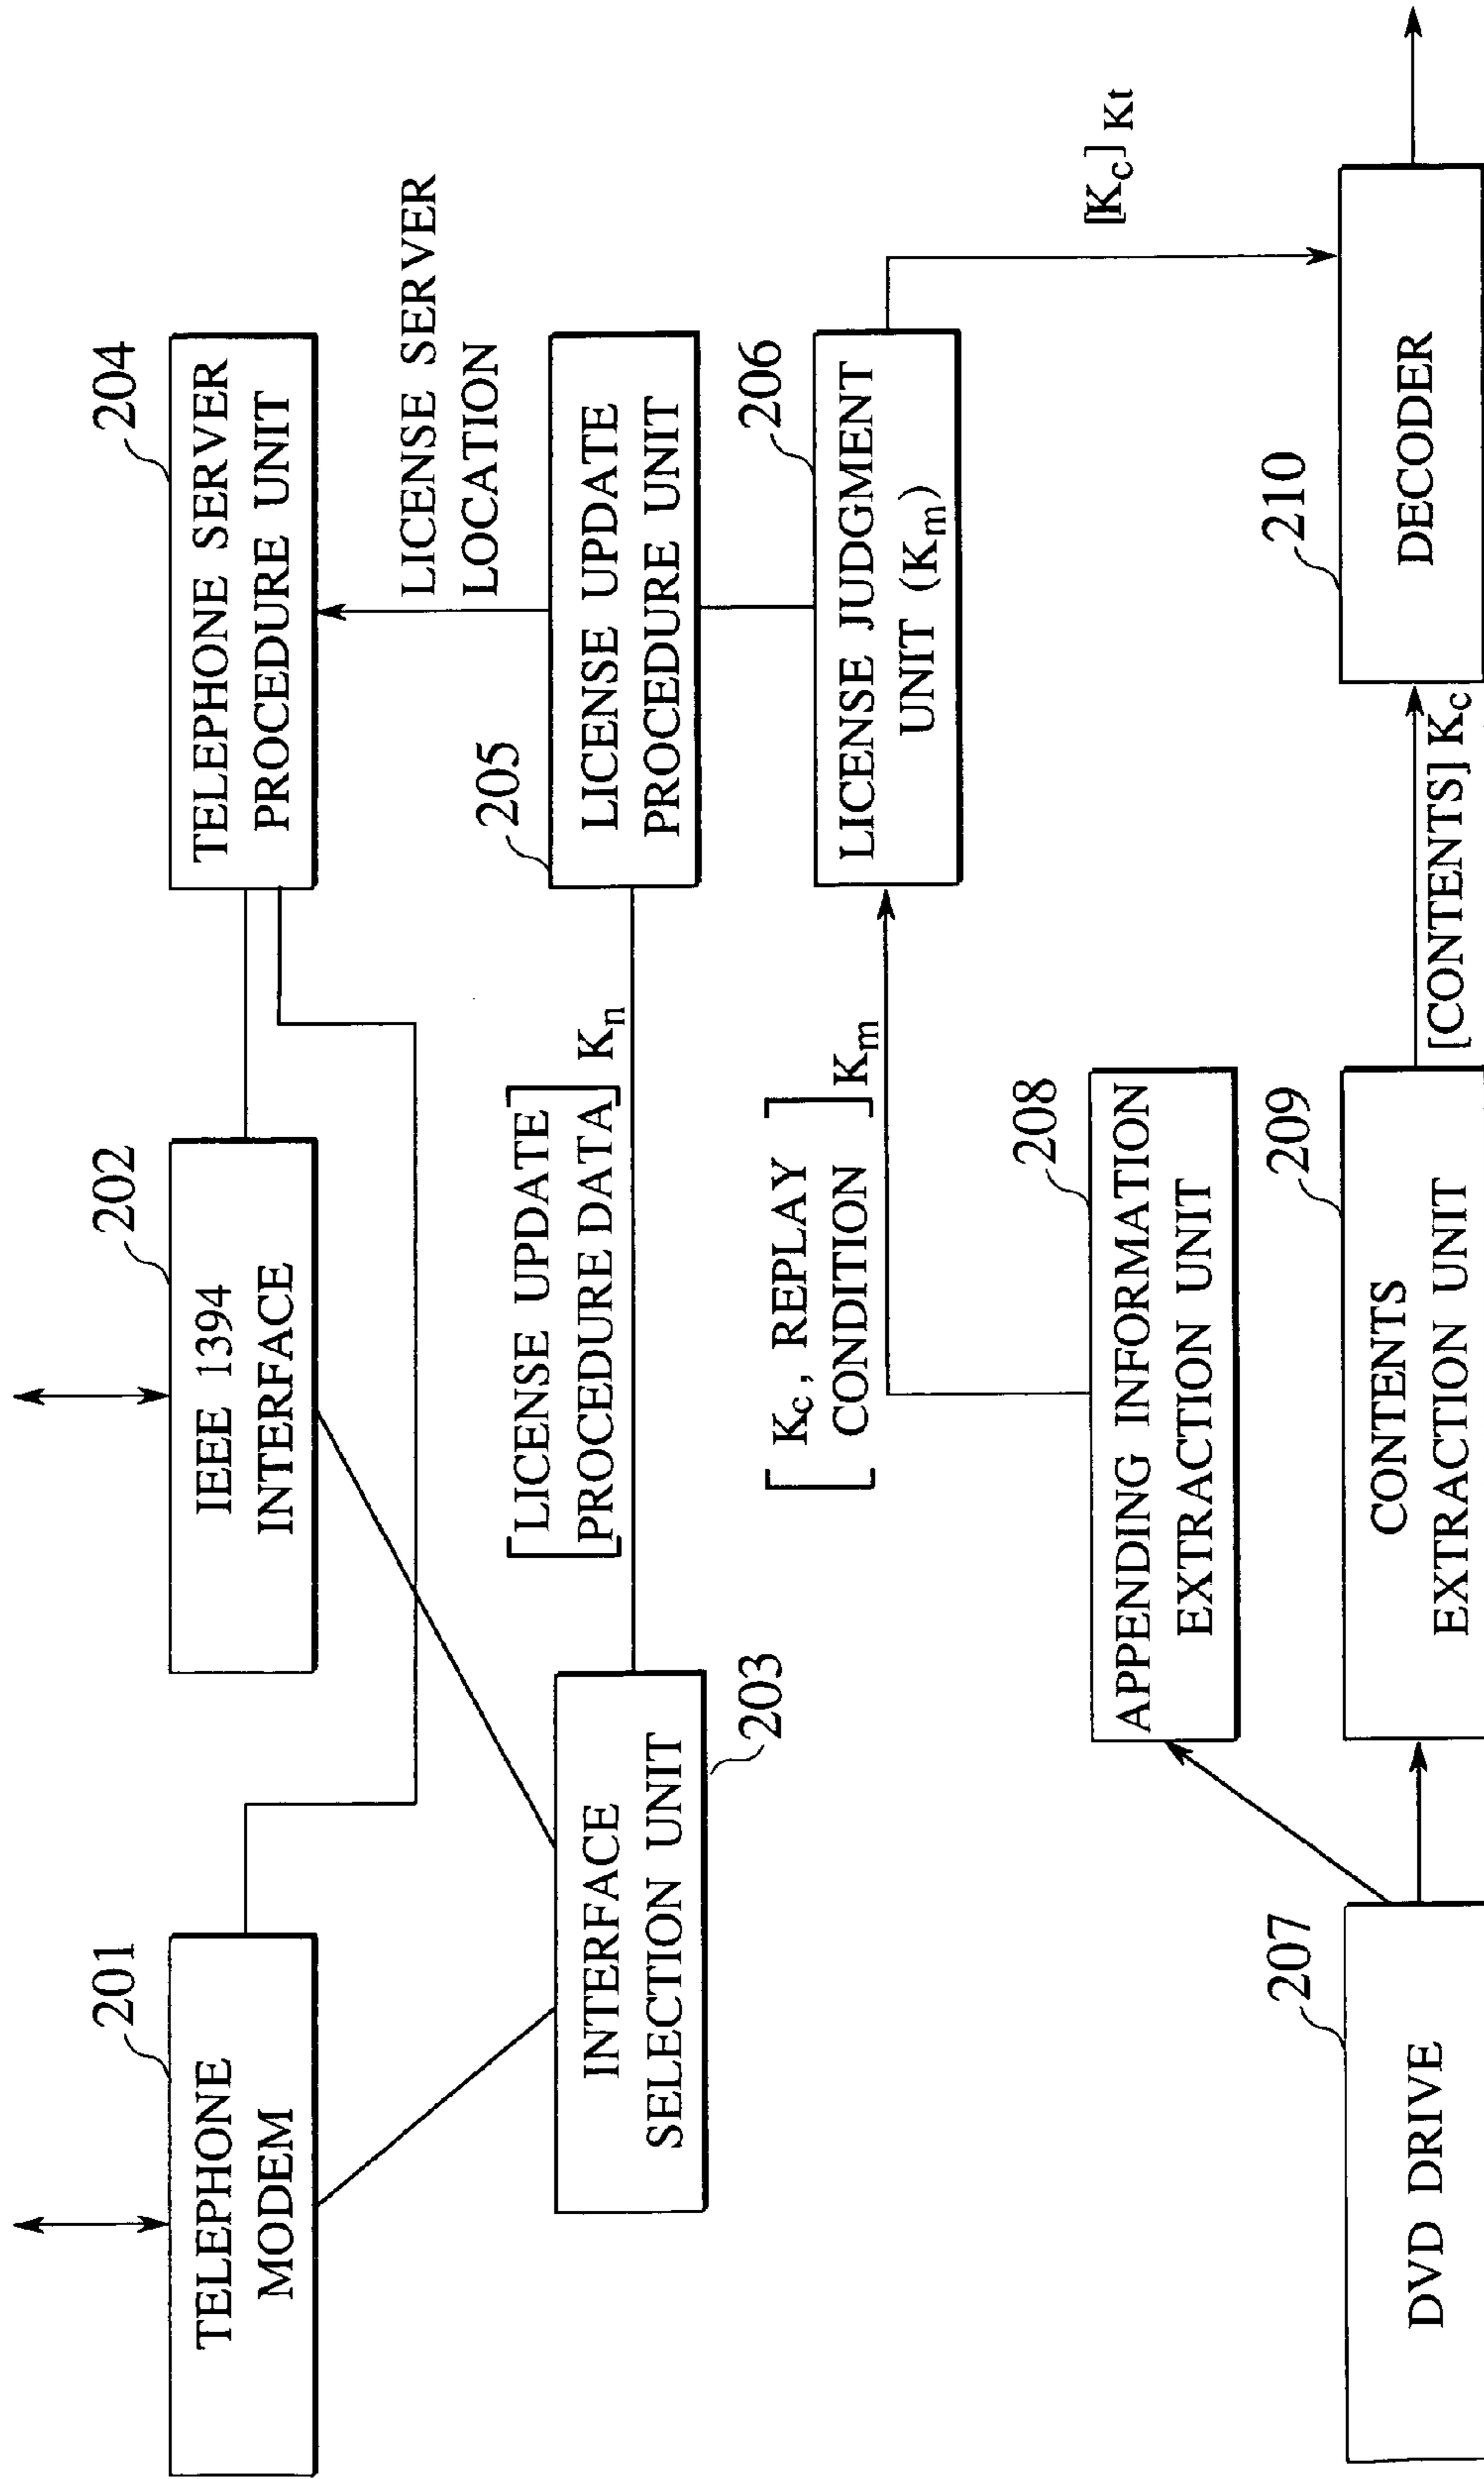 201
TELEPHONE
MODEM
202
IEEE 1394
INTERFACE
204
TELEPHONE SERVER
PROCEDURE UNIT
LICENSE SERVER
LOCATION
203
INTERFACE
SELECTION UNIT
[LICENSE UPDATE
PROCEDURE DATA] Kn
205
LICENSE UPDATE
PROCEDURE UNIT
[Kc, REPLAY
CONDITION] Km
206
LICENSE JUDGMENT
UNIT (Km)
[Kc] Kt
208
APPENDING INFORMATION
EXTRACTION UNIT
207
DVD DRIVE
209
CONTENTS
EXTRACTION UNIT
[CONTENTS] Kc
210
DECODER